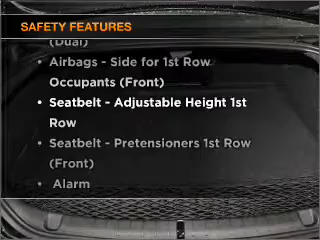 SAFETY FEATURES
(Dual)
• Airbags - Side for 1st Row
Occupants (Front)
• Seatbelt - Adjustable Height 1st
Row
• Seatbelt - Pretensioners 1st Row
(Front)
• Alarm